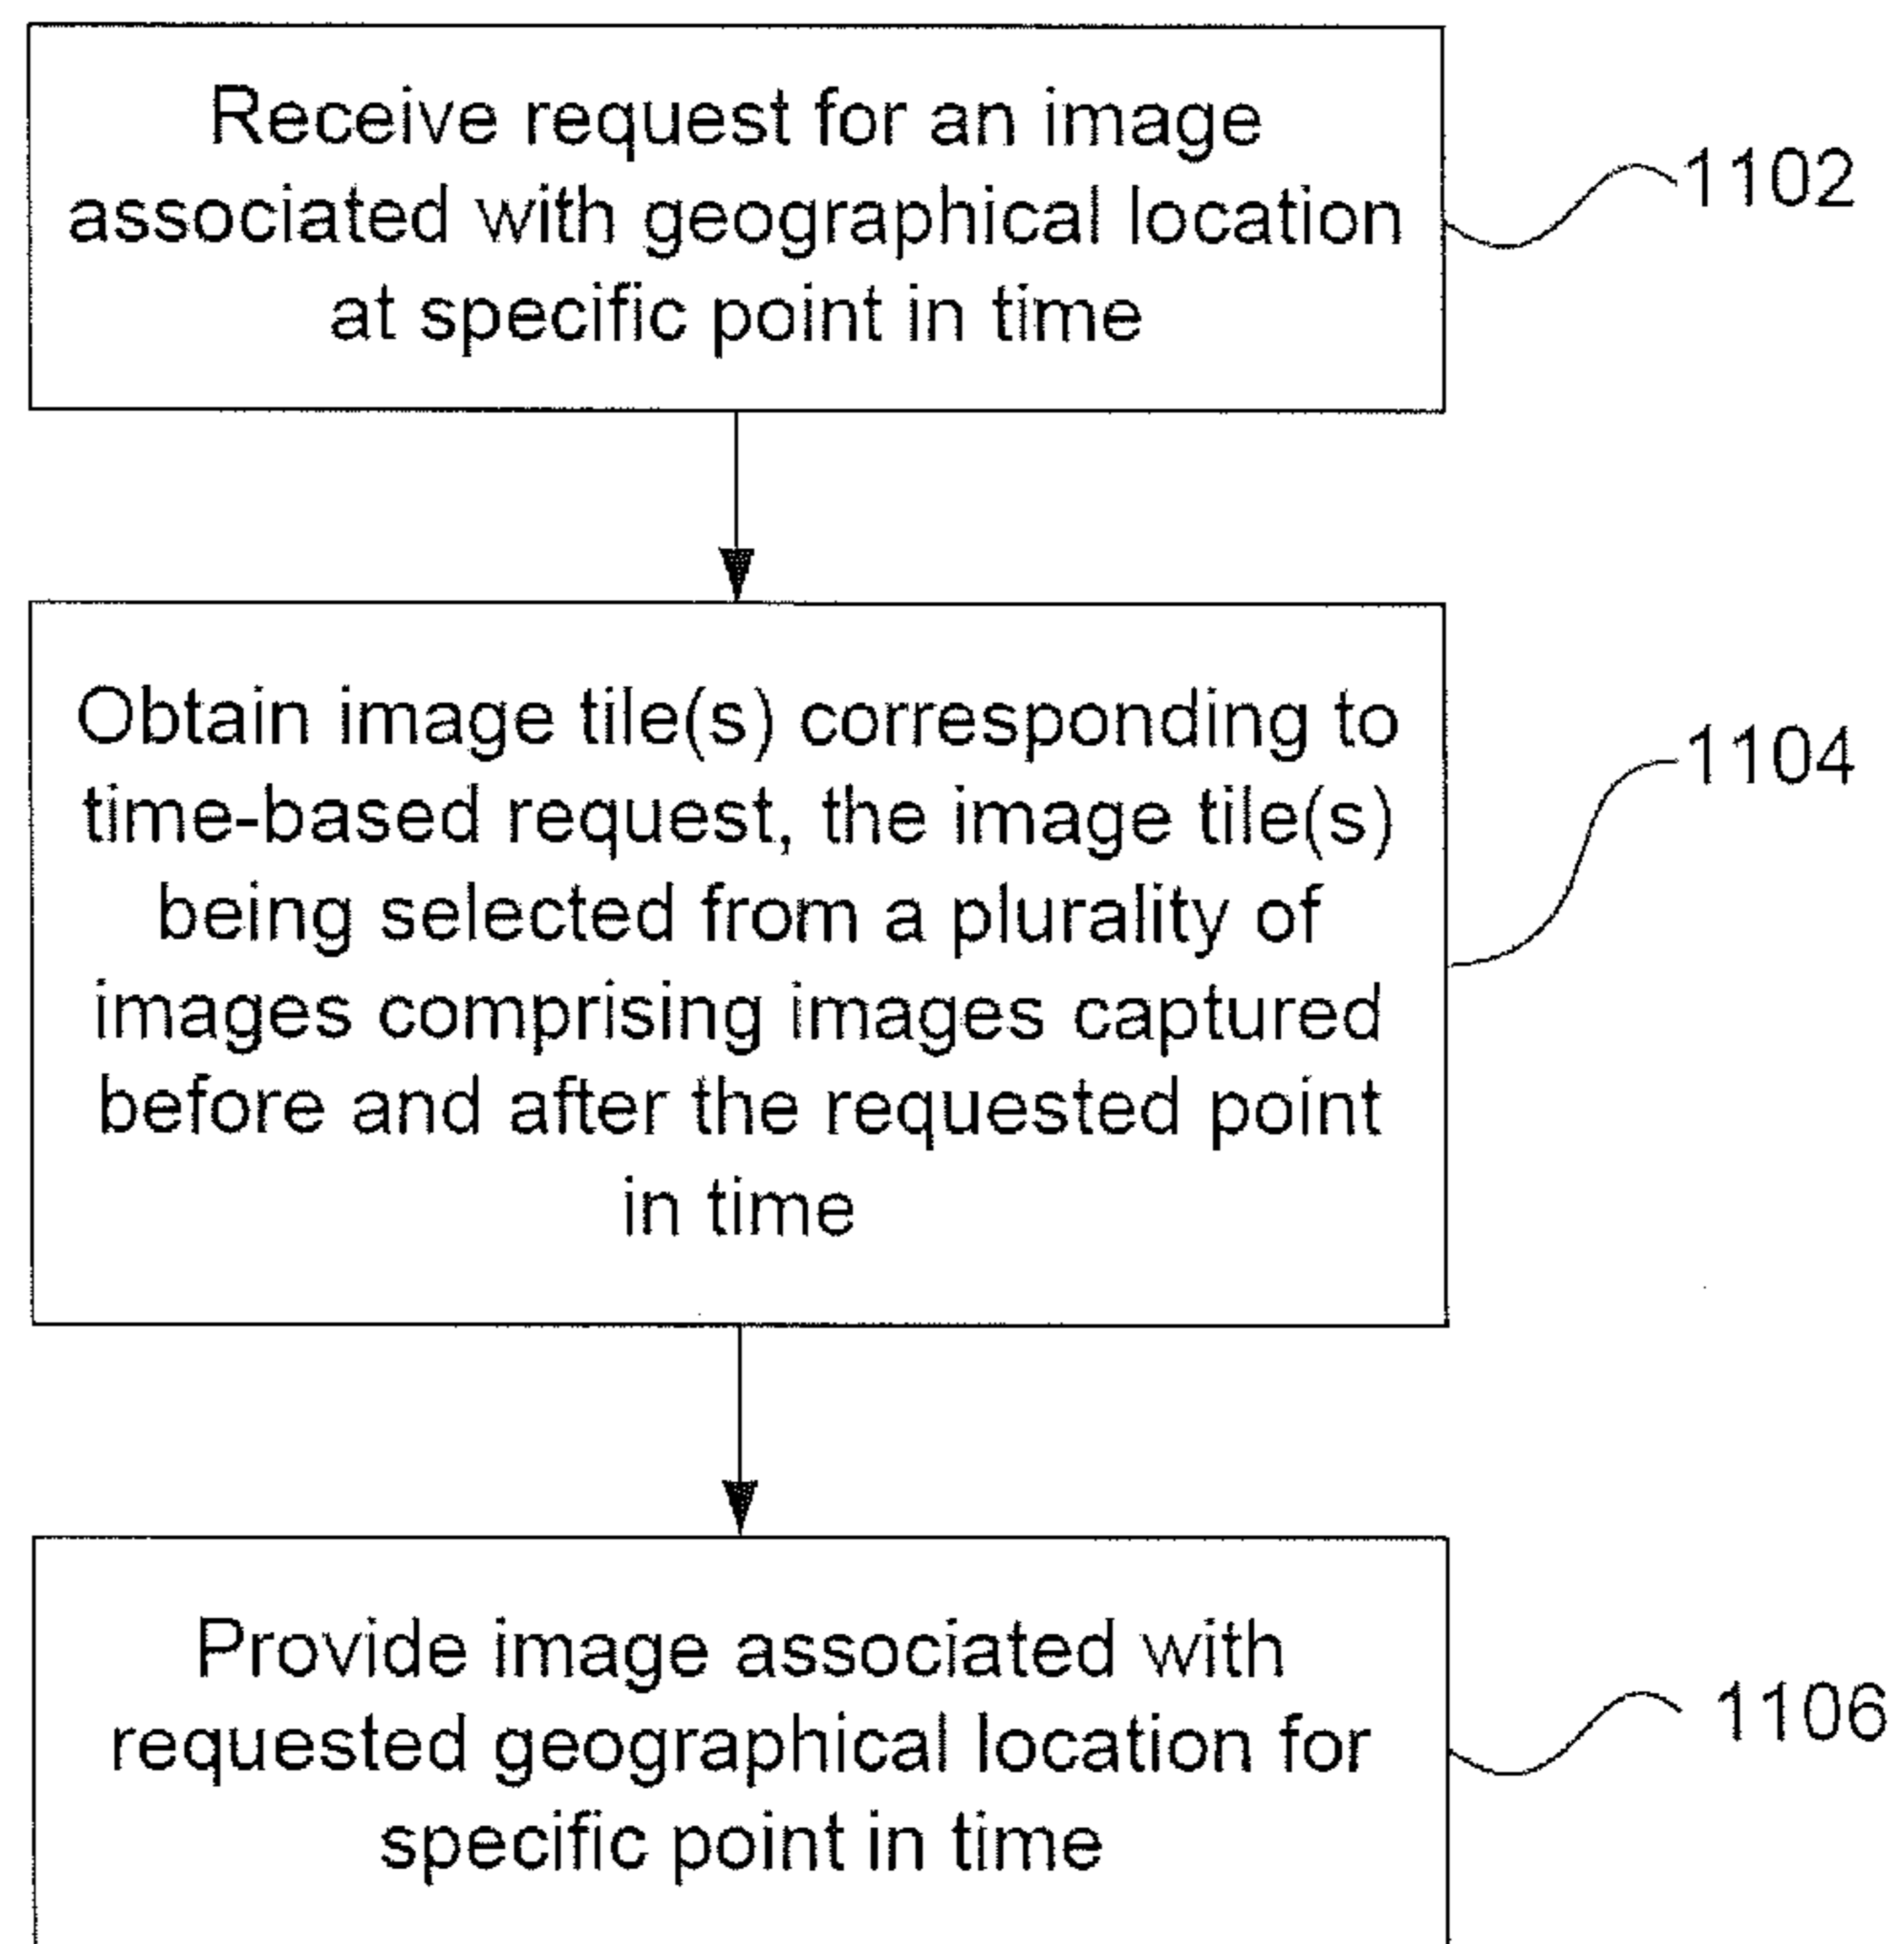 Receive request for an image
associated with geographical location
at specific point in time
1102
Obtain image tile(s) corresponding to
time-based request, the image tile(s)
being selected from a plurality of
images comprising images captured
before and after the requested point
in time
1104
Provide image associated with
requested geographical location for
specific point in time
1106